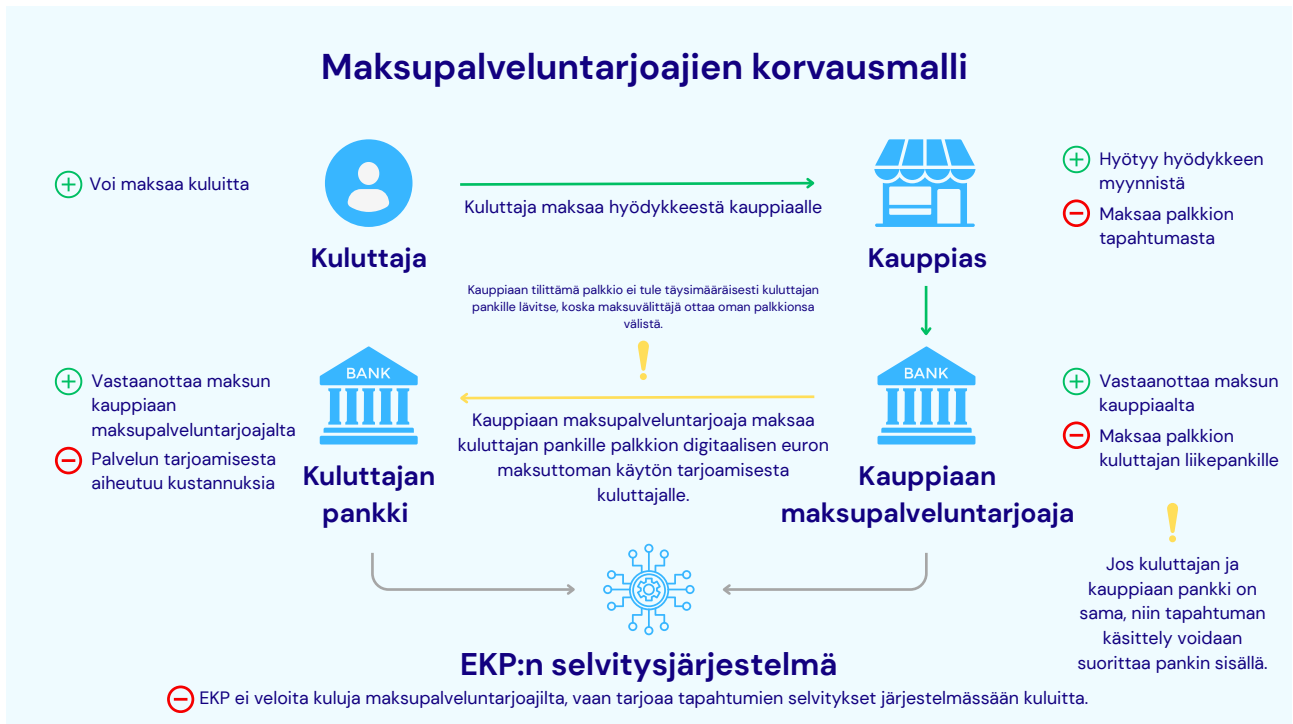 Maksupalveluntarjoajien korvausmalli
Voi maksaa kuluitta
Kuluttaja
Kuluttaja maksaa hyödykkeestä kauppiaalle
Kauppias
Hyötyy hyödykkeen
myynnistä
Maksaa palkkion
tapahtumasta
Kauppiaan tilittämä palkkio ei tule täysimääräisesti kuluttajan
pankille lävitse, koska maksuvälittäjä ottaa oman palkkionsa
välistä.
!
Vastaanottaa maksun
kauppiaan
maksupalveluntarjoajalta
Palvelun tarjoamisesta
aiheutuu kustannuksia
BANK
Kuluttajan
pankki
Kauppiaan maksupalveluntarjoaja maksaa
kuluttajan pankille palkkion digitaalisen euron
maksuttoman käytön tarjoamisesta
kuluttajalle.
BANK
Kauppiaan
maksupalveluntarjoaja
Vastaanottaa maksun
kauppiaalta
Maksaa palkkion
kuluttajan liikepankille
!
Jos kuluttajan ja
kauppiaan pankki on
sama, niin tapahtuman
käsittely voidaan
suorittaa pankin sisällä.
EKP:n selvitysjärjestelmä
EKP ei veloita kuluja maksupalveluntarjoajilta, vaan tarjoaa tapahtumien selvitykset järjestelmässään kuluitta.